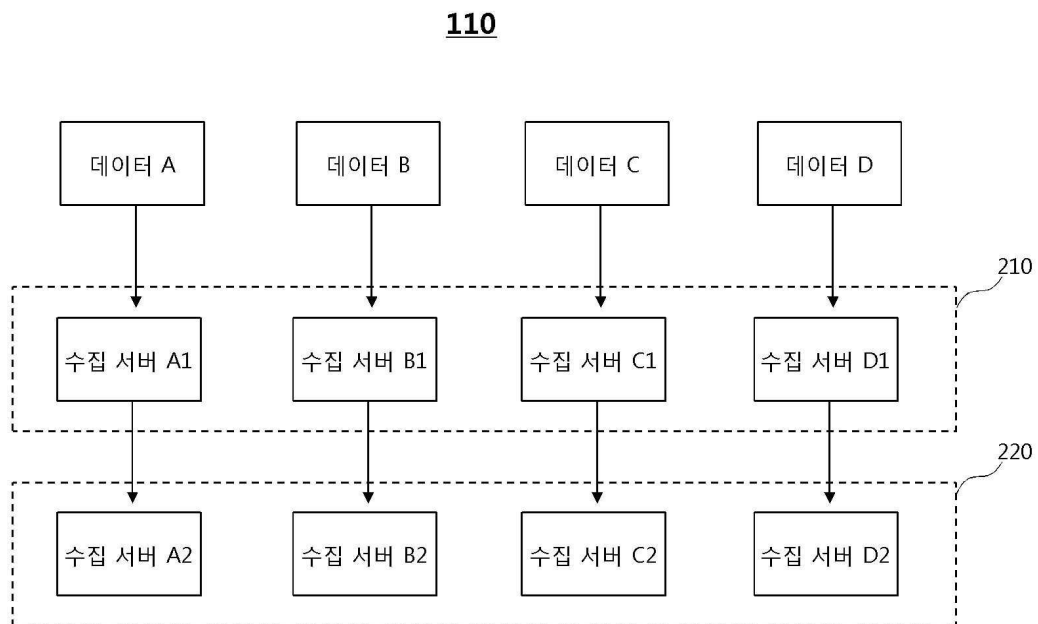 110
데이터 A
데이터 B
데이터 C
데이터 D
210
수집 서버 A1
수집 서버 B1
수집 서버 C1
수집 서버 D1
220
수집 서버 A2
수집 서버 B2
수집 서버 C2
수집 서버 D2